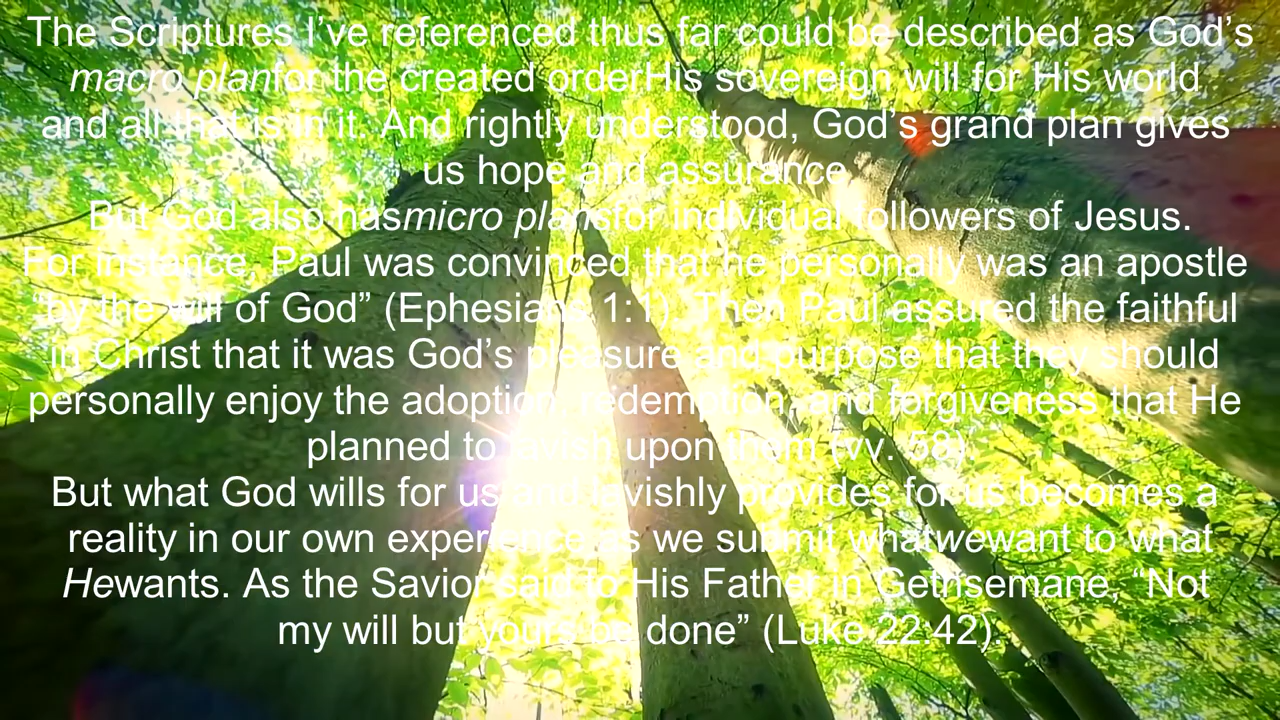 The Scriptures I’ve referenced thus far could be described as God’s
macro planfor the created orderHis sovereign will for His world
and all that is in it. And rightly understood, God’s grand plan gives
us hope and assurance.
But God also hasmicro plansfor individual followers of Jesus.
For instance, Paul was convinced that he personally was an apostle
“by the will of God” (Ephesians 1:1). Then Paul assured the faithful
in Christ that it was God’s pleasure and purpose that they should
personally enjoy the adoption, redemption, and forgiveness that He
planned to lavish upon them (vv. 58).
But what God wills for us and lavishly provides for us becomes a
reality in our own experience as we submit whatwewant to what
Hewants. As the Savior said to His Father in Gethsemane, “Not
my will but yours be done” (Luke 22:42).